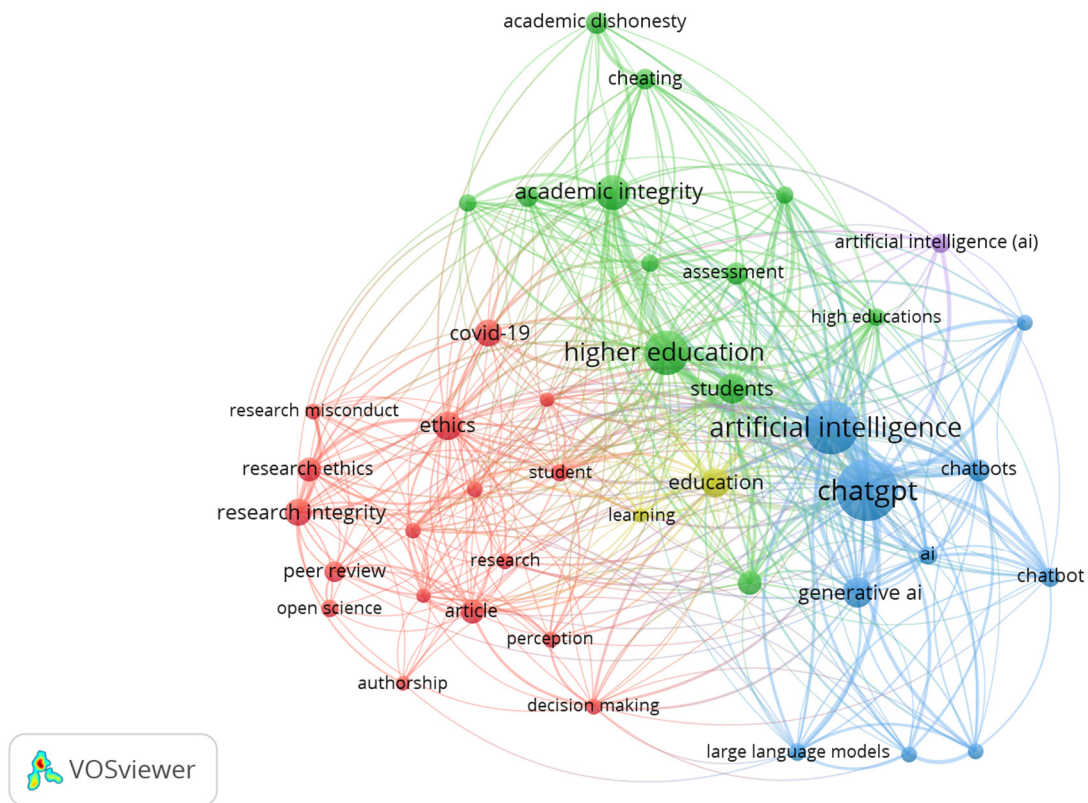 academic dishonesty
cheating
academic integrity
artificial intelligence (ai)
assessment
high educations
covid-19
higher education
students
research misconduct
ethics
artificial intelligence
research ethics
student
education
chatbots
chatgpt
research integrity
learning
ai
research
peer review
chatbot
generative ai
open science
article
perception
authorship
decision making
large language models
VOSviewer